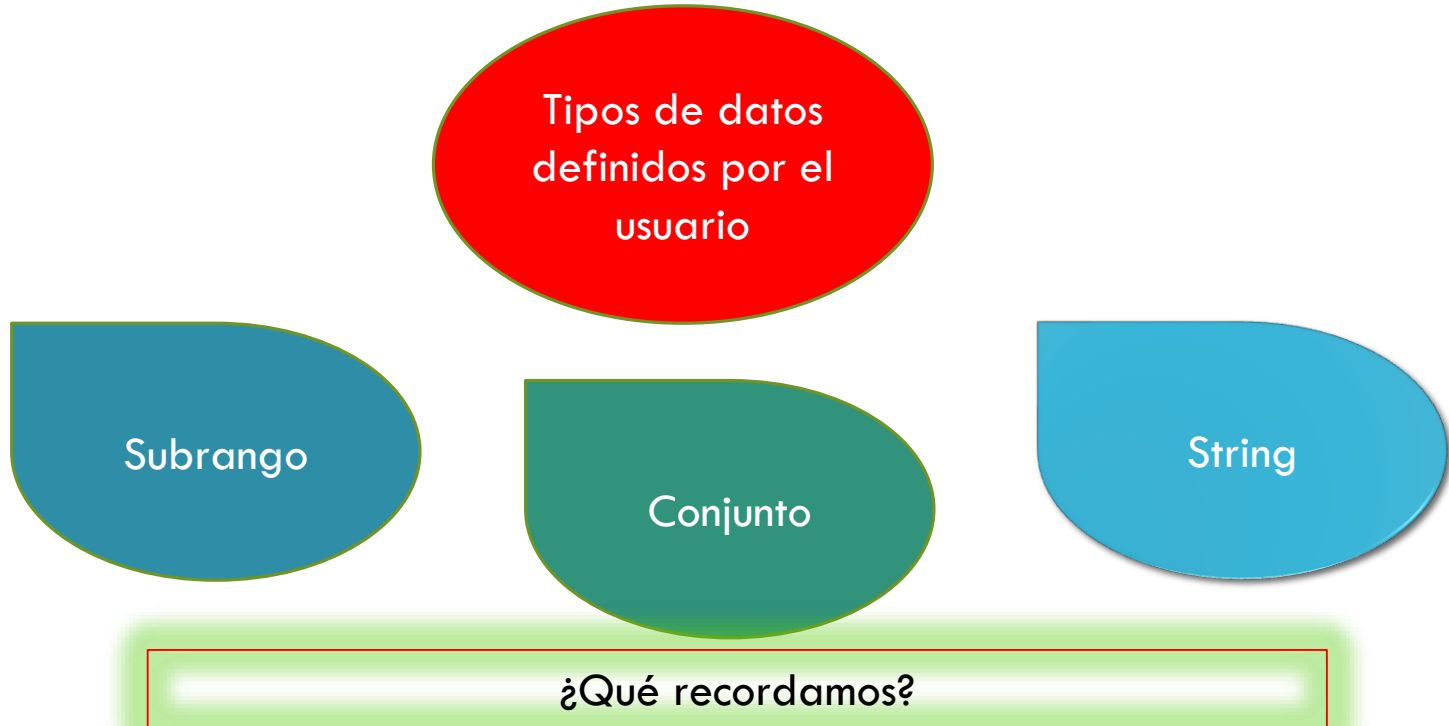 Tipos de datos
definidos por el
usuario
Subrango
Conjunto
String
¿Qué recordamos?